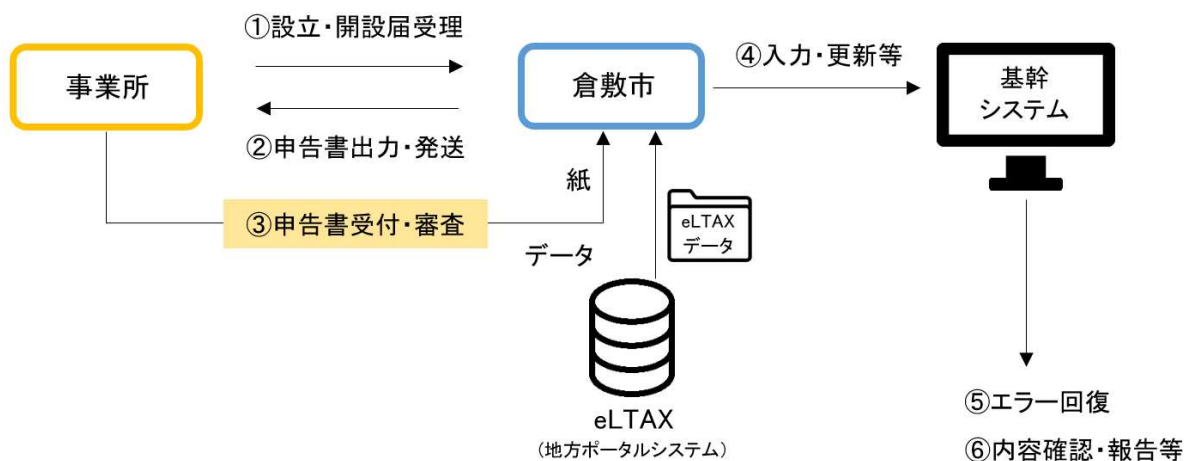 ①設立・開設届受理
事業所
倉敷市
④入力・更新等
基幹
システム
②申告書出力・発送
紙
③申告書受付・審査
eLTAX
データ
データ
eLTAX
(地方ポータルシステム)
⑤エラー回復
⑥内容確認・報告等